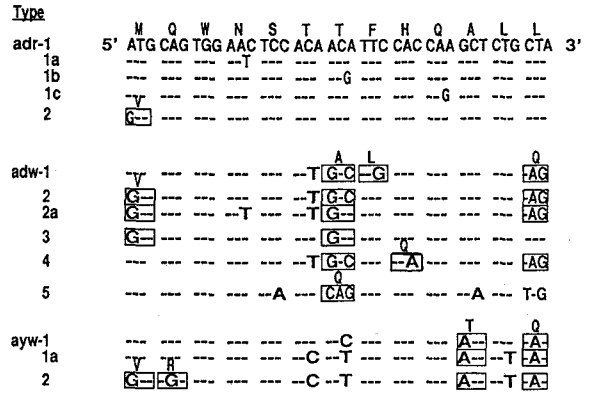 Type
M Q W N S T T F H Q A L L
adr-1 5' ATG CAG TGG AAC TCC ACA ACA TTC CAC CAA GCT CTG CTA 3'
1a --- --- --- --T --- --- --- --- --- --- --- --- ---
1b --- --- --- --- --- --- --G --- --- --- --- --- ---
1c --- --- --- --- --- --- --- --- --- --G --- --- ---
V
2 G-- --- --- --- --- --- --- --- --- --- --- --- ---
A L Q
adw-1 --- --- --- --- --- --T G-C --G --- --- --- --- -AG
V
2 G-- --- --- --- --- --T G-C --- --- --- --- --- -AG
2a G-- --- --- --T --- --T G-- --- --- --- --- --- -AG
3 G-- --- --- --- --- --- G-- --- --- --- --- --- ---
Q
4 --- --- --- --- --- --T G-C --- --A --- --- --- -AG
Q
5 --- --- --- --- --A --- CAG --- --- --- --A --- T-G
T Q
ayw-1 --- --- --- --- --- --- --C --- --- --- A-- --- -A-
1a --- --- --- --- --- --C --T --- --- --- A-- --T -A-
V R
2 G-- -G- --- --- --- --C --T --- --- --- A-- --T -A-